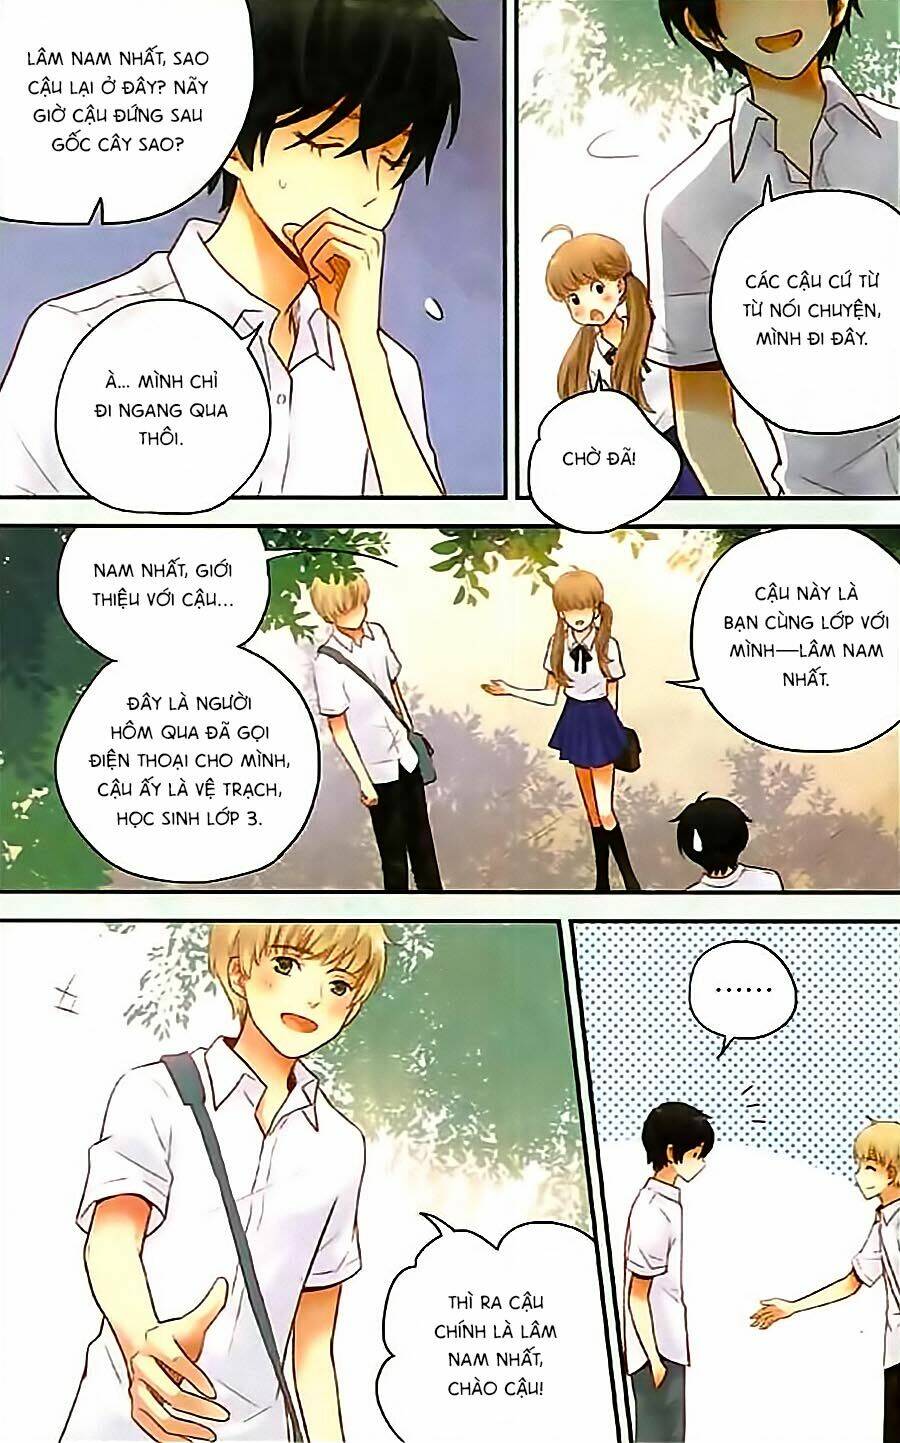 LÂM NAM NHẤT, SAO
CẬU LẠI Ở ĐÂY? NÃY
GIỜ CẬU ĐỨNG SAU
GỐC CÂY SAO?
À... MÌNH CHỈ
ĐI NGANG QUA
THÔI.
CÁC CẬU CỨ TỪ
TỪ NÓI CHUYỆN,
MÌNH ĐI ĐÂY.
CHỜ ĐÃ!
NAM NHẤT, GIỚI
THIỆU VỚI CẬU...
ĐÂY LÀ NGƯỜI
HÔM QUA ĐÃ GỌI
ĐIỆN THOẠI CHO MÌNH,
CẬU ẤY LÀ VỆ TRẠCH,
HỌC SINH LỚP 3.
CẬU NÀY LÀ
BẠN CÙNG LỚP VỚI
MÌNH—LÂM NAM
NHẤT.
THÌ RA CẬU
CHÍNH LÀ LÂM
NAM NHẤT,
CHÀO CẬU!
......